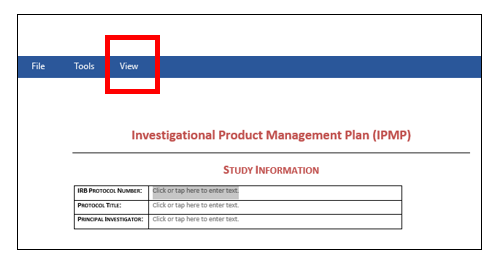 File Tools View
Investigational Product Management Plan (IPMP)
STUDY INFORMATION
IRB PROTOCOL NUMBER: Click or tap here to enter text.
PROTOCOL TITLE: Click or tap here to enter text.
PRINCIPAL INVESTIGATOR: Click or tap here to enter text.